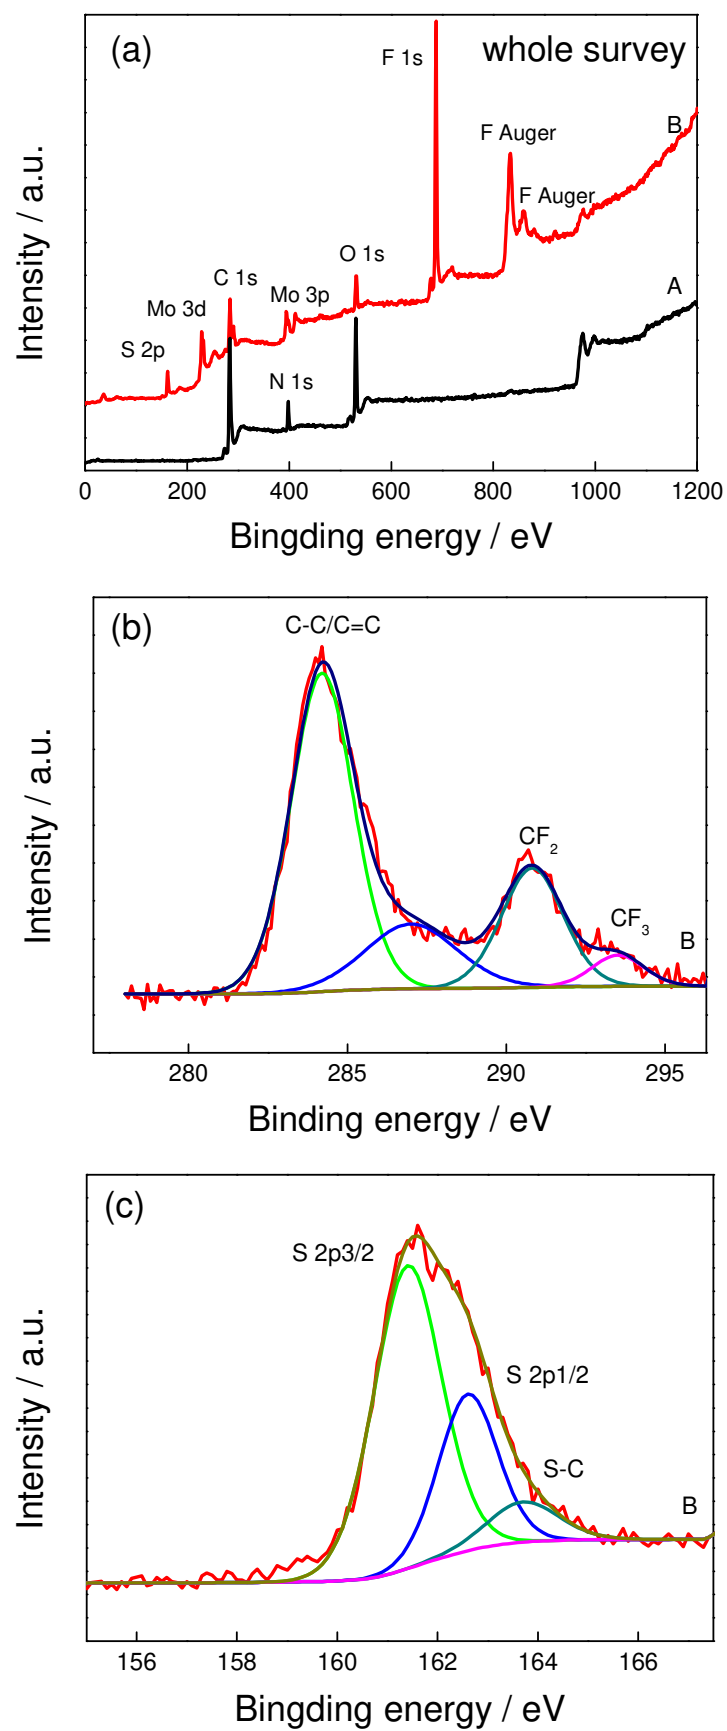 (a)
whole survey
F 1s
B
F Auger
F Auger
O 1s
C 1s
Mo 3p
A
Mo 3d
S 2p
N 1s
Intensity / a.u.
0 200 400 600 800 1000 1200
Bingding energy / eV
(b)
C-C/C=C
CF2
CF3
B
Intensity / a.u.
280 285 290 295
Binding energy / eV
(c)
S 2p3/2
S 2p1/2
S-C
B
Intensity / a.u.
156 158 160 162 164 166
Bingding energy / eV